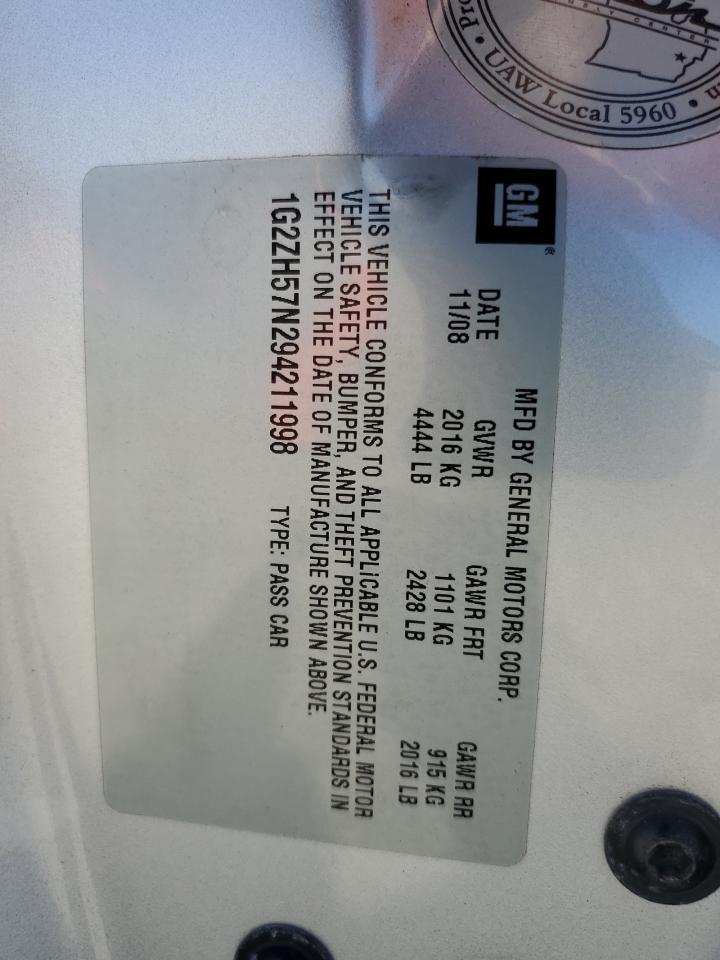 UAW Local 5960
GM®
MFD BY GENERAL MOTORS CORP.
DATE GVWR GAWR FRT GAWR RR
11/08 2016 KG 1101 KG 915 KG
4444 LB 2428 LB 2016 LB
THIS VEHICLE CONFORMS TO ALL APPLICABLE U.S. FEDERAL MOTOR
VEHICLE SAFETY, BUMPER, AND THEFT PREVENTION STANDARDS IN
EFFECT ON THE DATE OF MANUFACTURE SHOWN ABOVE.
1G2ZH57N294211998 TYPE: PASS CAR